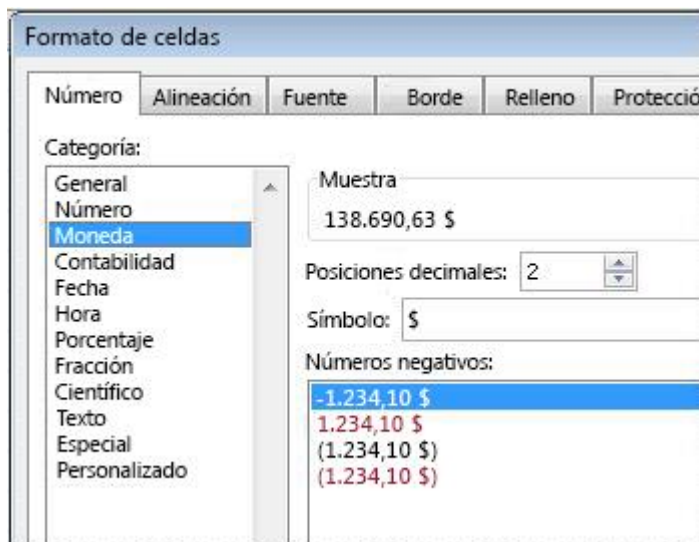 Formato de celdas
Número Alineación Fuente Borde Relleno Protecció
Categoría:
General
Número
Moneda
Contabilidad
Fecha
Hora
Porcentaje
Fracción
Científico
Texto
Especial
Personalizado
Muestra
138.690,63 $
Posiciones decimales: 2
Símbolo: $
Números negativos:
-1.234,10 $
1.234,10 $
(1.234,10 $)
(1.234,10 $)